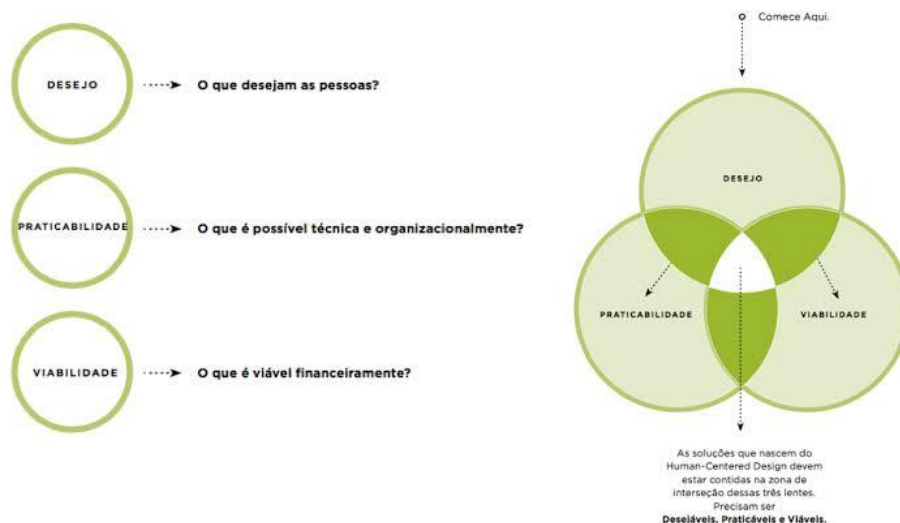 DESEJO
O que desejam as pessoas?
PRATICABILIDADE
O que é possível técnica e organizacionalmente?
VIABILIDADE
O que é viável financeiramente?
Comece Aqui.
DESEJO
PRATICABILIDADE
VIABILIDADE
As soluções que nascem do
Human-Centered Design devem
estar contidas na zona de
interseção dessas três lentes.
Precisam ser
Desejáveis, Praticáveis e Viáveis.